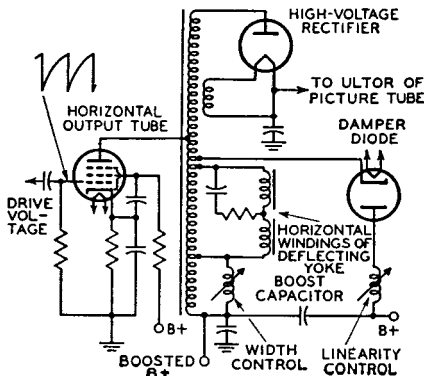 HIGH-VOLTAGE
RECTIFIER
TO ULTOR OF
PICTURE TUBE
HORIZONTAL
OUTPUT TUBE
DAMPER
DIODE
DRIVE
VOL-
TAGE
HORIZONTAL
WINDINGS OF
DEFLECTING
YOKE
BOOST
CAPACITOR
B+
B+
BOOSTED
B+
WIDTH
CONTROL
LINEARITY
CONTROL